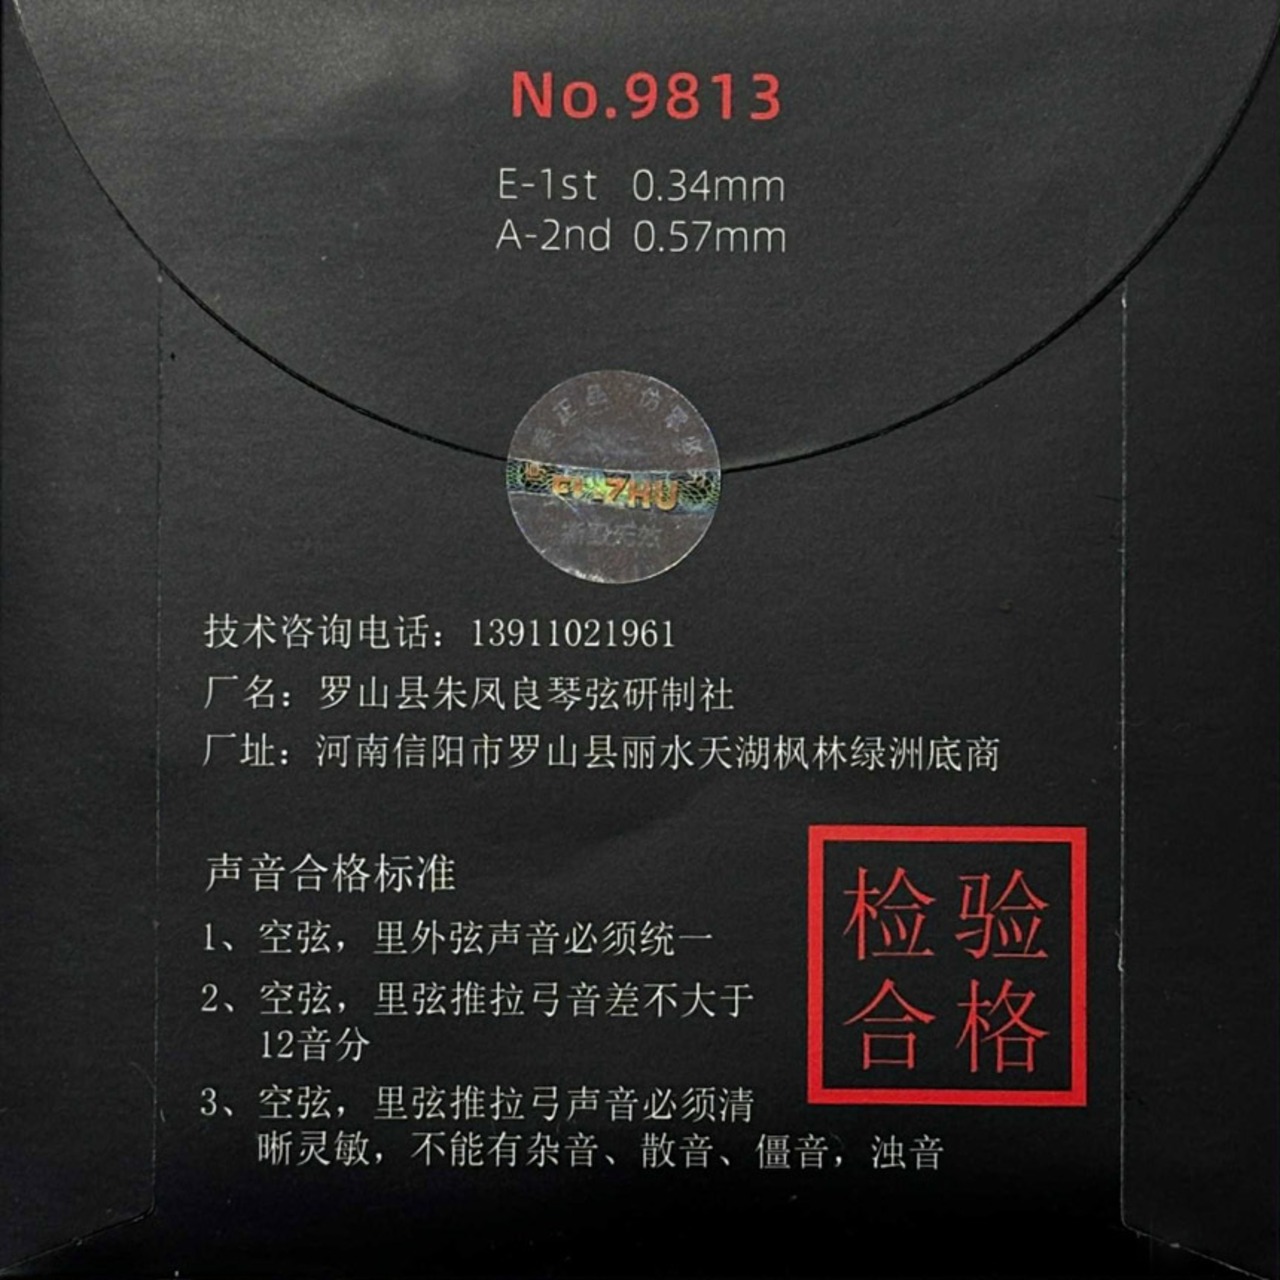 No.9813
E-1st 0.34mm
A-2nd 0.57mm
ZHU
技术咨询电话：13911021961
厂名：罗山县朱凤良琴弦研制社
厂址：河南信阳市罗山县丽水天湖枫林绿洲底商
声音合格标准
1、空弦，里外弦声音必须统一
2、空弦，里弦推拉弓音差不大于
12音分
3、空弦，里弦推拉弓声音必须清
晰灵敏，不能有杂音、散音、僵音，浊音
检验
合格